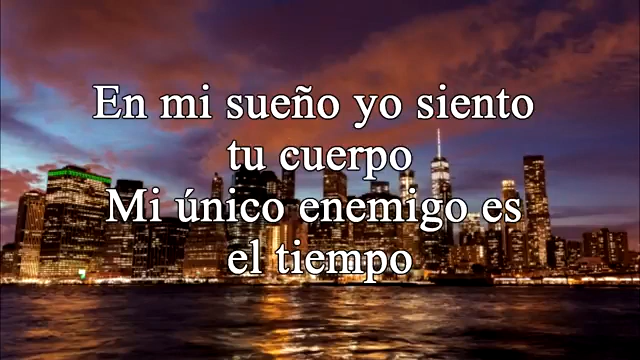 En mi sueño yo siento
tu cuerpo
Mi único enemigo es
el tiempo